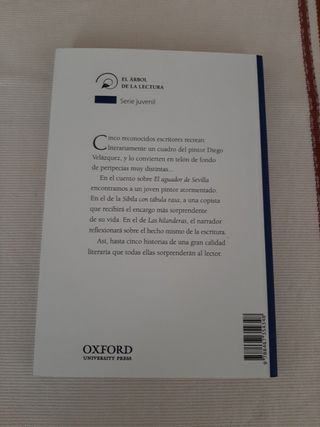 EL ÁRBOL
DE LA LECTURA
Serie juvenil
Cinco reconocidos escritores recrean
literariamente un cuadro del pintor Diego
Velázquez, y lo convierten en telón de fondo
de peripecias muy distintas...
En el cuento sobre El aguador de Sevilla
encontramos a un joven pintor atormentado.
En el de la Sibila con tábula rasa, a una copista
que recibirá el encargo más sorprendente
de su vida. En el de Las hilanderas, el narrador
reflexionará sobre el hecho mismo de la escritura.
Así, hasta cinco historias de una gran calidad
literaria que todas ellas sorprenderán al lector.
OXFORD
UNIVERSITY PRESS